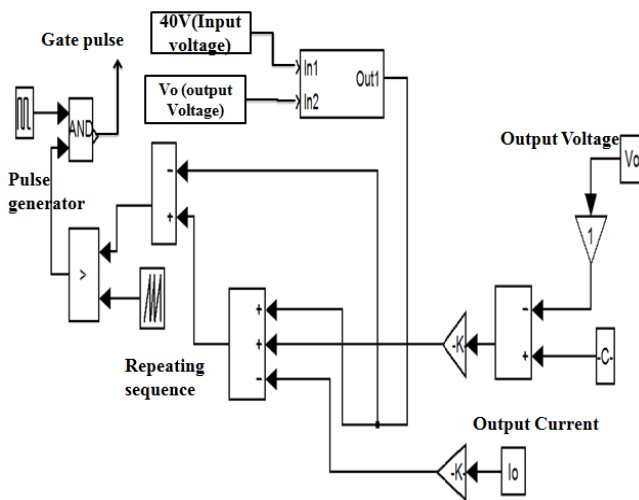 Gate pulse
40V(Input
voltage)
Vo (output
Voltage)
In1
In2
Out1
AND
Output Voltage
Vo
1
Pulse
generator
-
+
>
+
+
-
-K-
-
+
-C-
Repeating
sequence
Output Current
-K-
Io